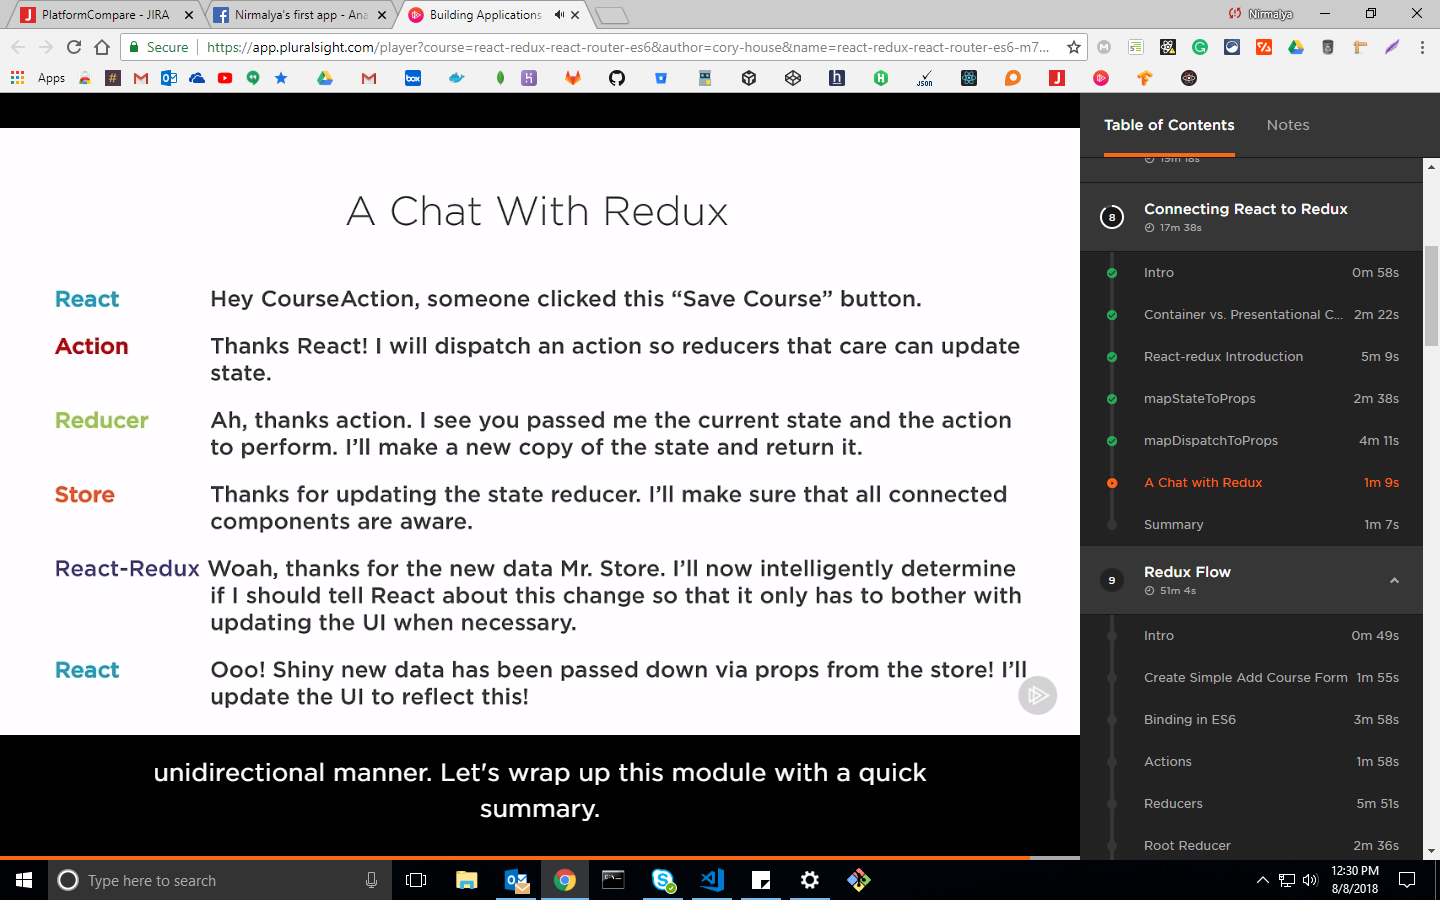 PlatformCompare - JIRA
Nirmalya's first app - Ana
Building Applications
Nirmalya
Secure
https://app.pluralsight.com/player?course=react-redux-react-router-es6&author=cory-house&name=react-redux-react-router-es6-m7...
Apps
box
JSON
Table of Contents
Notes
19m 18s
A Chat With Redux
React Hey CourseAction, someone clicked this “Save Course” button.
Action Thanks React! I will dispatch an action so reducers that care can update
state.
Reducer Ah, thanks action. I see you passed me the current state and the action
to perform. I’ll make a new copy of the state and return it.
Store Thanks for updating the state reducer. I’ll make sure that all connected
components are aware.
React-Redux Woah, thanks for the new data Mr. Store. I’ll now intelligently determine
if I should tell React about this change so that it only has to bother with
updating the UI when necessary.
React Ooo! Shiny new data has been passed down via props from the store! I’ll
update the UI to reflect this!
unidirectional manner. Let's wrap up this module with a quick
summary.
8 Connecting React to Redux
17m 38s
Intro 0m 58s
Container vs. Presentational C... 2m 22s
React-redux Introduction 5m 9s
mapStateToProps 2m 38s
mapDispatchToProps 4m 11s
A Chat with Redux 1m 9s
Summary 1m 7s
9 Redux Flow
51m 4s
Intro 0m 49s
Create Simple Add Course Form 1m 55s
Binding in ES6 3m 58s
Actions 1m 58s
Reducers 5m 51s
Root Reducer 2m 36s
Type here to search
12:30 PM
8/8/2018